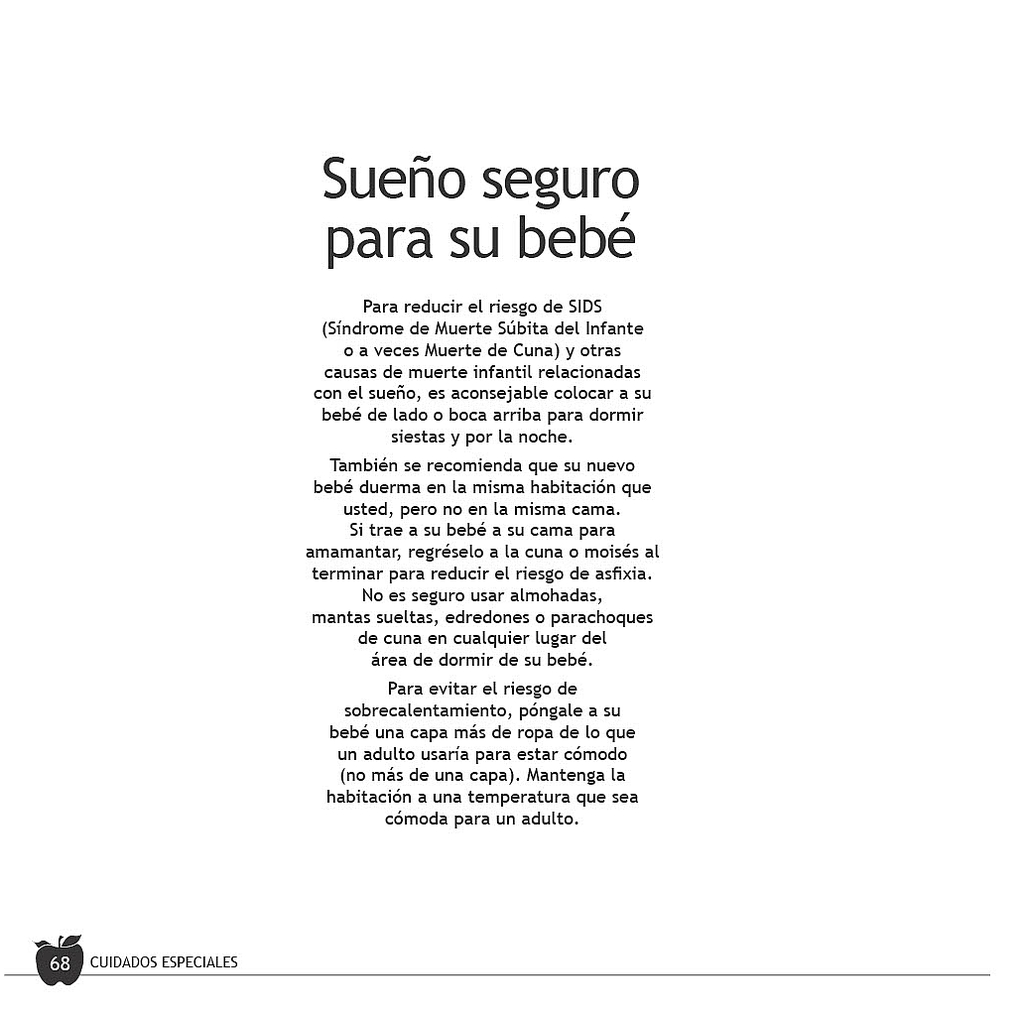 Sueño seguro
para su bebé
Para reducir el riesgo de SIDS
(Síndrome de Muerte Súbita del Infante
o a veces Muerte de Cuna) y otras
causas de muerte infantil relacionadas
con el sueño, es aconsejable colocar a su
bebé de lado o boca arriba para dormir
siestas y por la noche.
También se recomienda que su nuevo
bebé duerma en la misma habitación que
usted, pero no en la misma cama.
Si trae a su bebé a su cama para
amamantar, regréselo a la cuna o moisés al
terminar para reducir el riesgo de asfixia.
No es seguro usar almohadas,
mantas sueltas, edredones o parachoques
de cuna en cualquier lugar del
área de dormir de su bebé.
Para evitar el riesgo de
sobrecalentamiento, póngale a su
bebé una capa más de ropa de lo que
un adulto usaría para estar cómodo
(no más de una capa). Mantenga la
habitación a una temperatura que sea
cómoda para un adulto.
68 CUIDADOS ESPECIALES